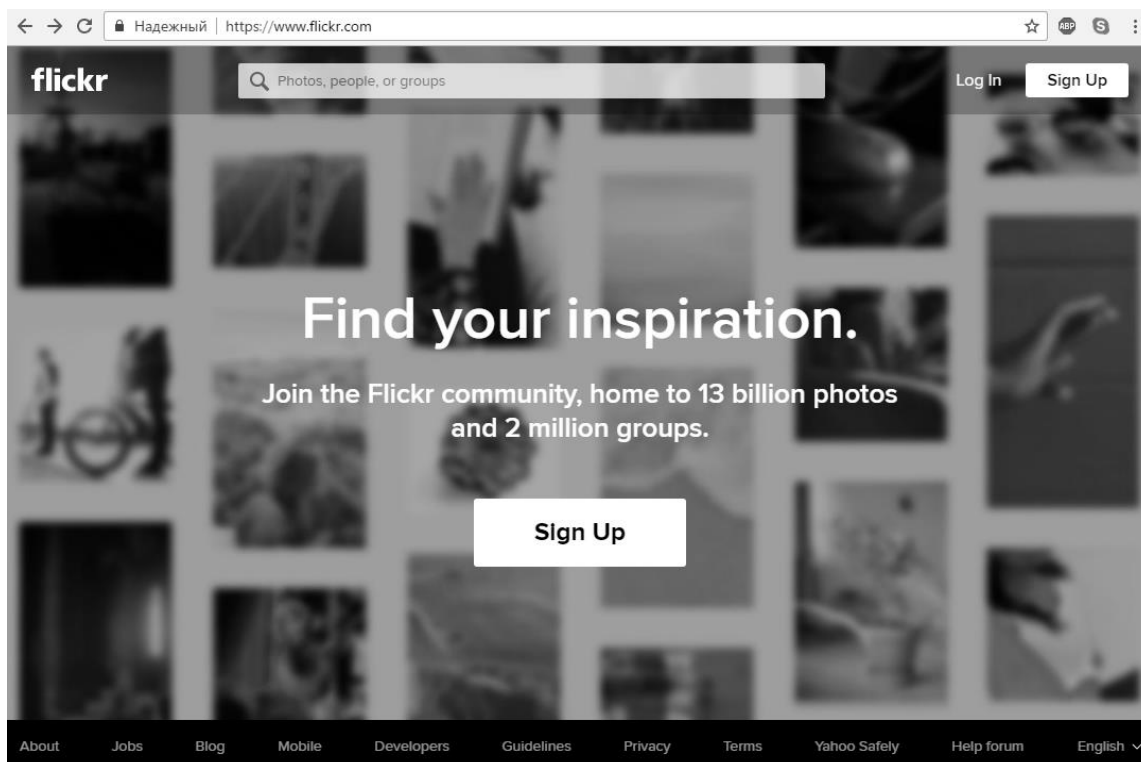 Надежный | https://www.flickr.com
ABP S
flickr Photos, people, or groups Log In Sign Up
Find your inspiration.
Join the Flickr community, home to 13 billion photos
and 2 million groups.
Sign Up
About Jobs Blog Mobile Developers Guidelines Privacy Terms Yahoo Safely Help forum English